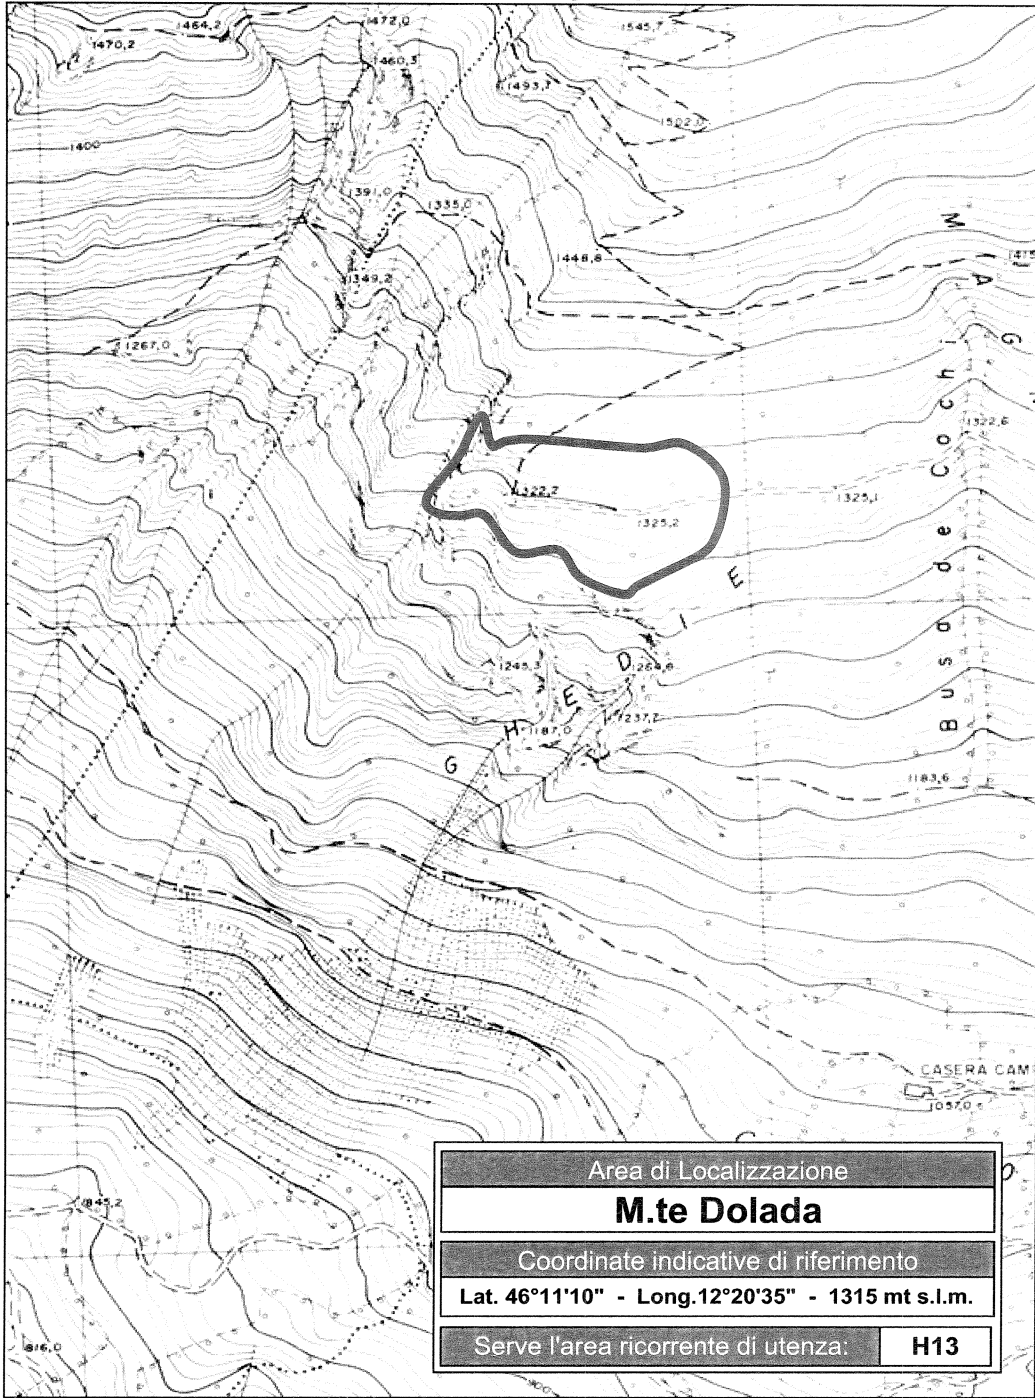 1464,2
1472,0
1545,7
1470,2
1460,3
1493,7
1502,0
1400
1391,0
1335,0
1448,8
1415
1349,2
1267,0
M A G
1322,6
1322,2
1325,1
1325,2
Busa de Cochi
1245,3
1264,8
1237,7
1187,0
G H E D I E
1183,6
CASERA CAM
1057,0
845,2
816,0
Area di Localizzazione
M.te Dolada
Coordinate indicative di riferimento
Lat. 46°11'10" - Long.12°20'35" - 1315 mt s.l.m.
Serve l'area ricorrente di utenza: H13